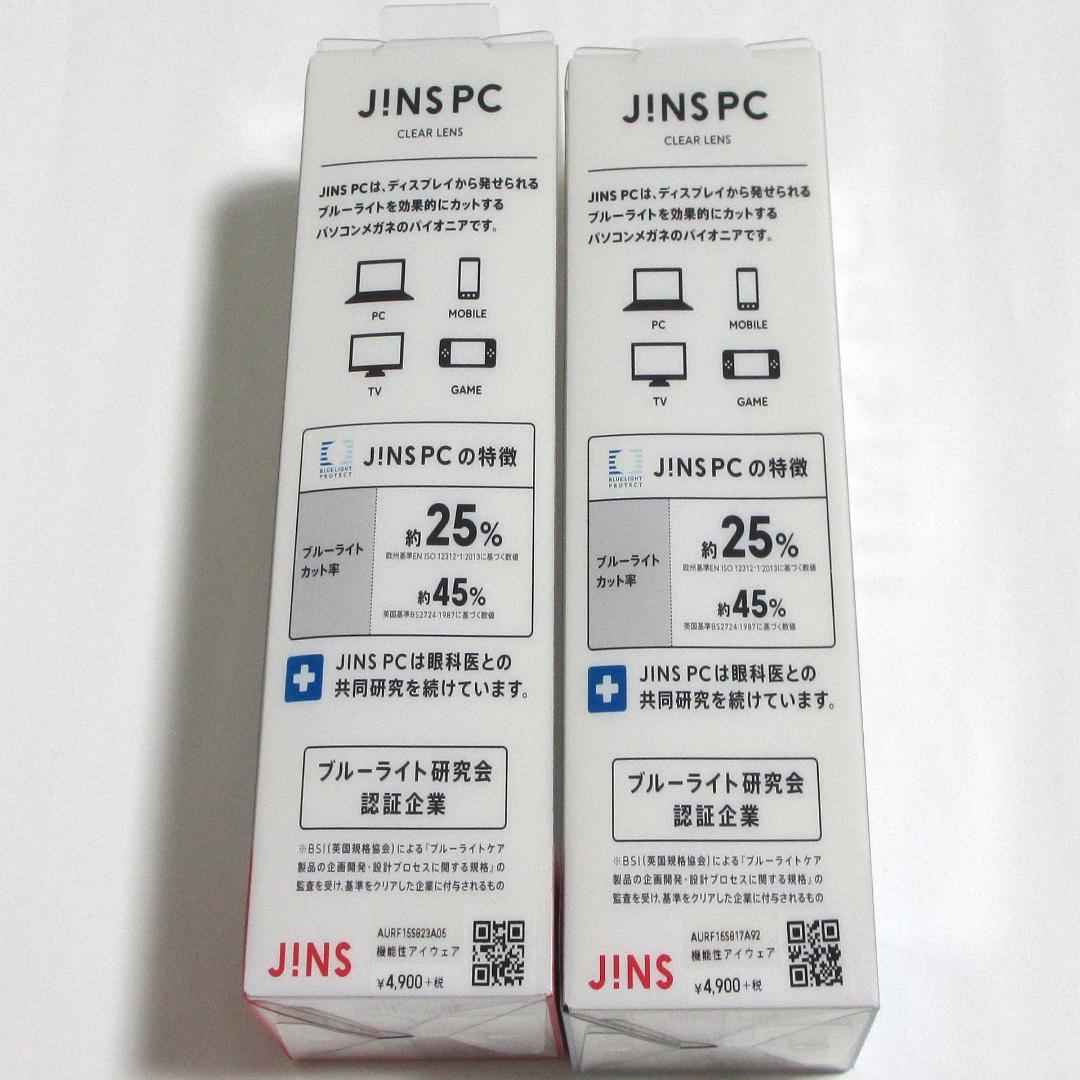 J!NS PC
CLEAR LENS
JINS PCは、ディスプレイから発せられる
ブルーライトを効果的にカットする
パソコンメガネのパイオニアです。
PC
MOBILE
TV
GAME
BLUELIGHT
PROTECT
J!NS PCの特徴
ブルーライト
カット率
約25%
欧州基準EN ISO 12312-1:2013に基づく数値
約45%
英国基準BS2724:1987に基づく数値
JINS PCは眼科医との
共同研究を続けています。
ブルーライト研究会
認証企業
※BSI(英国規格協会)による「ブルーライトケア
製品の企画開発・設計プロセスに関する規格」の
監査を受け、基準をクリアした企業に付与されるもの
J!NS
AURF15S823A05
機能性アイウェア
¥4,900+税
J!NS PC
CLEAR LENS
JINS PCは、ディスプレイから発せられる
ブルーライトを効果的にカットする
パソコンメガネのパイオニアです。
PC
MOBILE
TV
GAME
BLUELIGHT
PROTECT
J!NS PCの特徴
ブルーライト
カット率
約25%
欧州基準EN ISO 12312-1:2013に基づく数値
約45%
英国基準BS2724:1987に基づく数値
JINS PCは眼科医との
共同研究を続けています。
ブルーライト研究会
認証企業
※BSI(英国規格協会)による「ブルーライトケア
製品の企画開発・設計プロセスに関する規格」の
監査を受け、基準をクリアした企業に付与されるもの
J!NS
AURF15S817A92
機能性アイウェア
¥4,900+税